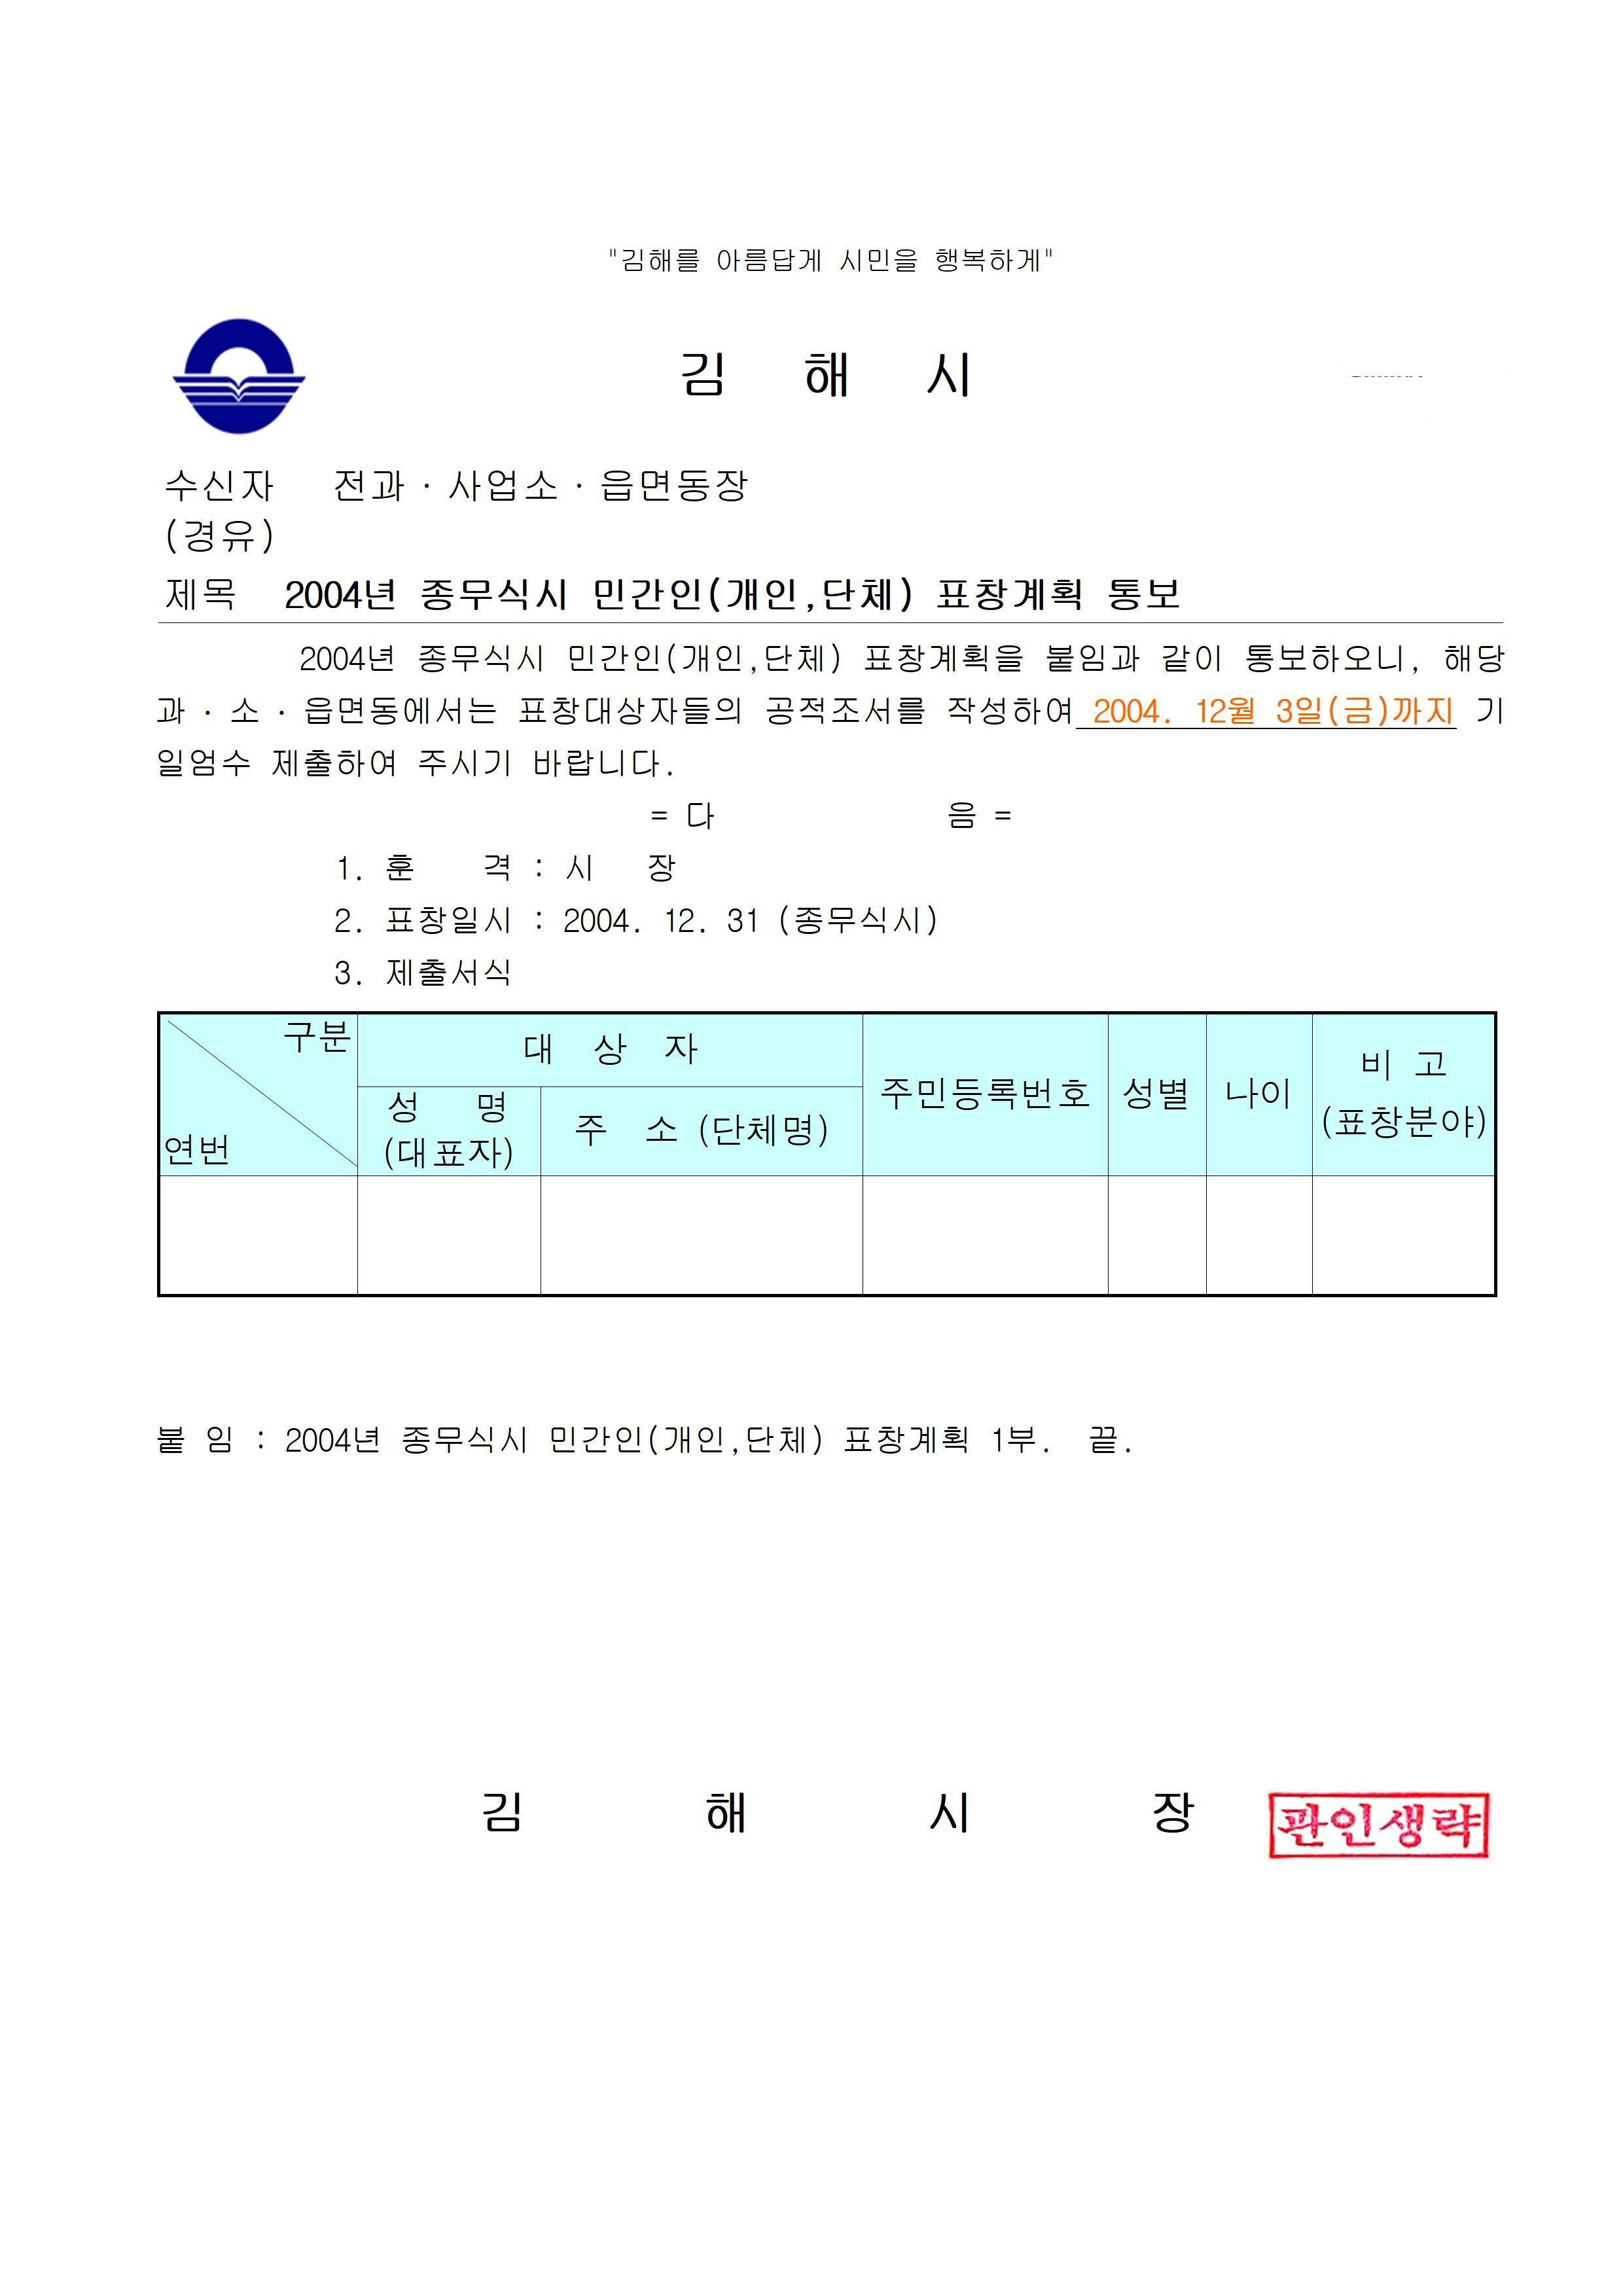 "김해를 아름답게 시민을 행복하게"
김 해 시
수신자 전과 · 사업소 · 읍면동장
(경유)
제목 2004년 종무식시 민간인(개인,단체) 표창계획 통보
2004년 종무식시 민간인(개인,단체) 표창계획을 붙임과 같이 통보하오니, 해당
과 · 소 · 읍면동에서는 표창대상자들의 공적조서를 작성하여 2004. 12월 3일(금)까지 기
일엄수 제출하여 주시기 바랍니다.
= 다 음 =
1. 훈 격 : 시 장
2. 표창일시 : 2004. 12. 31 (종무식시)
3. 제출서식
구분
연번
대 상 자
성 명
(대표자)
주 소 (단체명)
주민등록번호
성별
나이
비 고
(표창분야)
붙 임 : 2004년 종무식시 민간인(개인,단체) 표창계획 1부. 끝.
김 해 시 장
관인생략